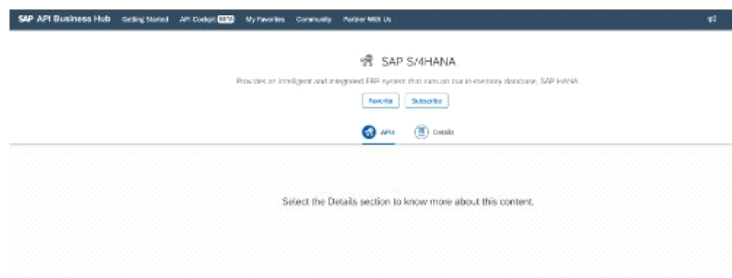 SAP API Business Hub Getting Started API Cockpit BETA My Favorites Community Partner With Us
SAP S/4HANA
Provides an intelligent and integrated ERP system that runs on our in-memory database, SAP HANA
Favorite Subscribe
APIs Details
Select the Details section to know more about this content.